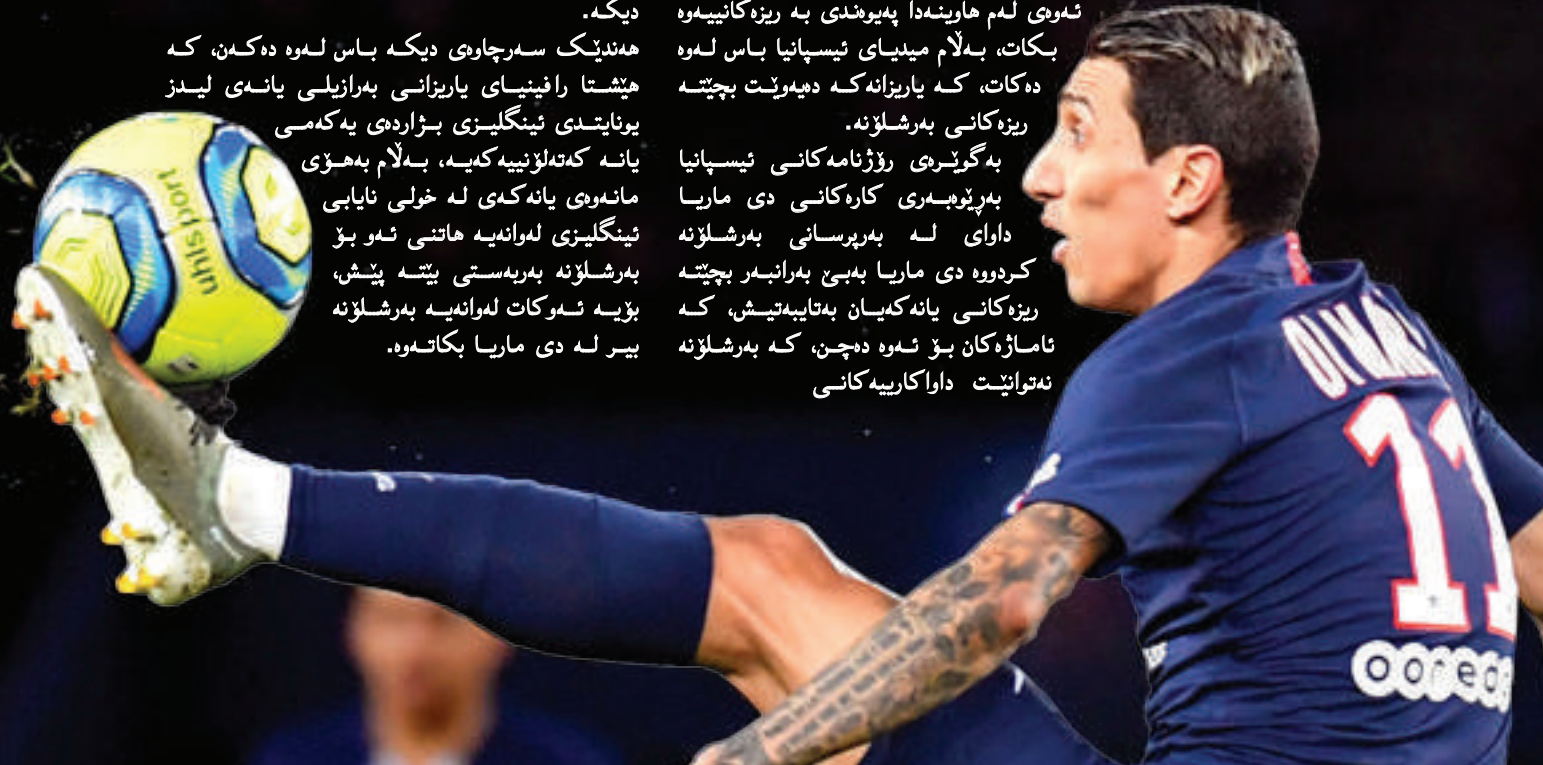 ئەوەی لەم هاوینەدا پەیوەندی بە ریزەکانییەوە
بکات، بەڵام میدیای ئیسپانیا باس لەوە
دەکات، کە یاریزانەکە دەیەوێت بچێتە
ریزەکانی بەرشلۆنە.
بەگوێرەی رۆژنامەکانی ئیسپانیا
بەڕێوەبەری کارەکانی دی ماریا
داوای لە بەرپرسانی بەرشلۆنە
کردووە دی ماریا بەبێ بەرانبەر بچێتە
ریزەکانی یانەکەیان بەتایبەتیش، کە
ئاماژەکان بۆ ئەوە دەچن، کە بەرشلۆنە
نەتوانێت داواکارییەکانی
دیکە.
هەندێک سەرچاوەی دیکە باس لەوە دەکەن، کە
هێشتا رافینیای یاریزانی بەرازیلی یانەی لیدز
یونایتدی ئینگلیزی بژاردەی یەکەمی
یانە کەتەلۆنییەکەیە، بەڵام بەهۆی
مانەوەی یانەکەی لە خولی نایابی
ئینگلیزی لەوانەیە هاتنی ئەو بۆ
بەرشلۆنە بەربەستی بێتە پێش،
بۆیە ئەوکات لەوانەیە بەرشلۆنە
بیر لە دی ماریا بکاتەوە.
uhlsport
11